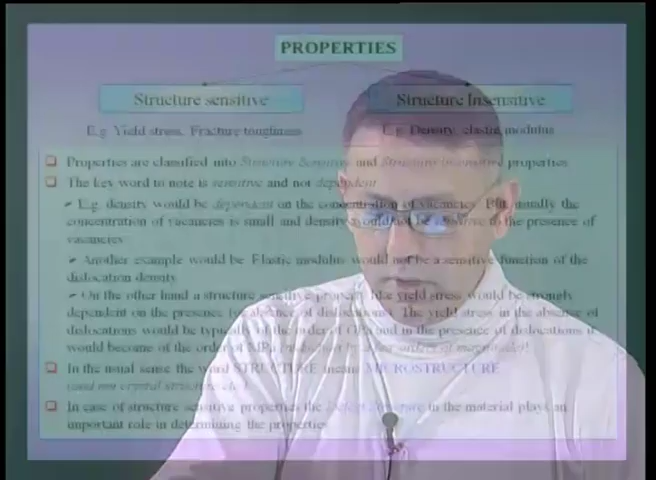 PROPERTIES
Structure sensitive
Structure Insensitive
E.g. Yield stress, Fracture toughness
E.g. Density, elastic modulus
Properties are classified into Structure Sensitive and Structure Insensitive properties
The key word to note is sensitive and not dependent
E.g. density would be dependent on the concentration of vacancies. But usually the
concentration of vacancies is small and density would not be sensitive to the presence of
vacancies
Another example would be Elastic modulus would not be a sensitive function of the
dislocation density
On the other hand a structure sensitive property like yield stress would be strongly
dependent on the presence absence of dislocations. The yield stress in the absence of
dislocations would be typically of the order of GPa and in the presence of dislocations it
would become of the order of MPa
In the usual sense the word STRUCTURE means MICROSTRUCTURE
(and not crystal structure etc.)
In case of structure sensitive properties the Defect Structure in the material plays an
important role in determining the properties